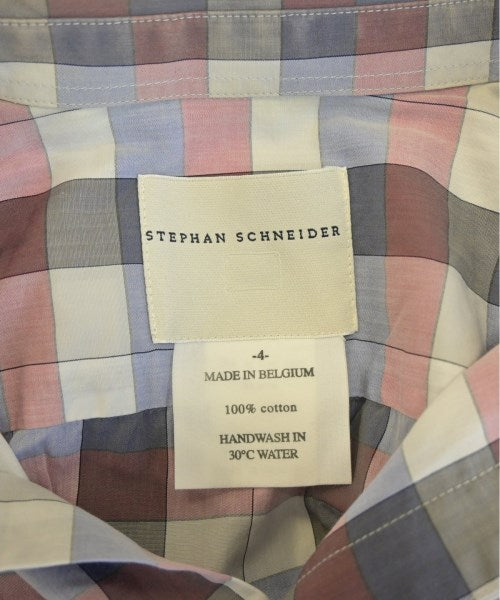 STEPHAN SCHNEIDER
-4-
MADE IN BELGIUM
100% cotton
HANDWASH IN
30°C WATER